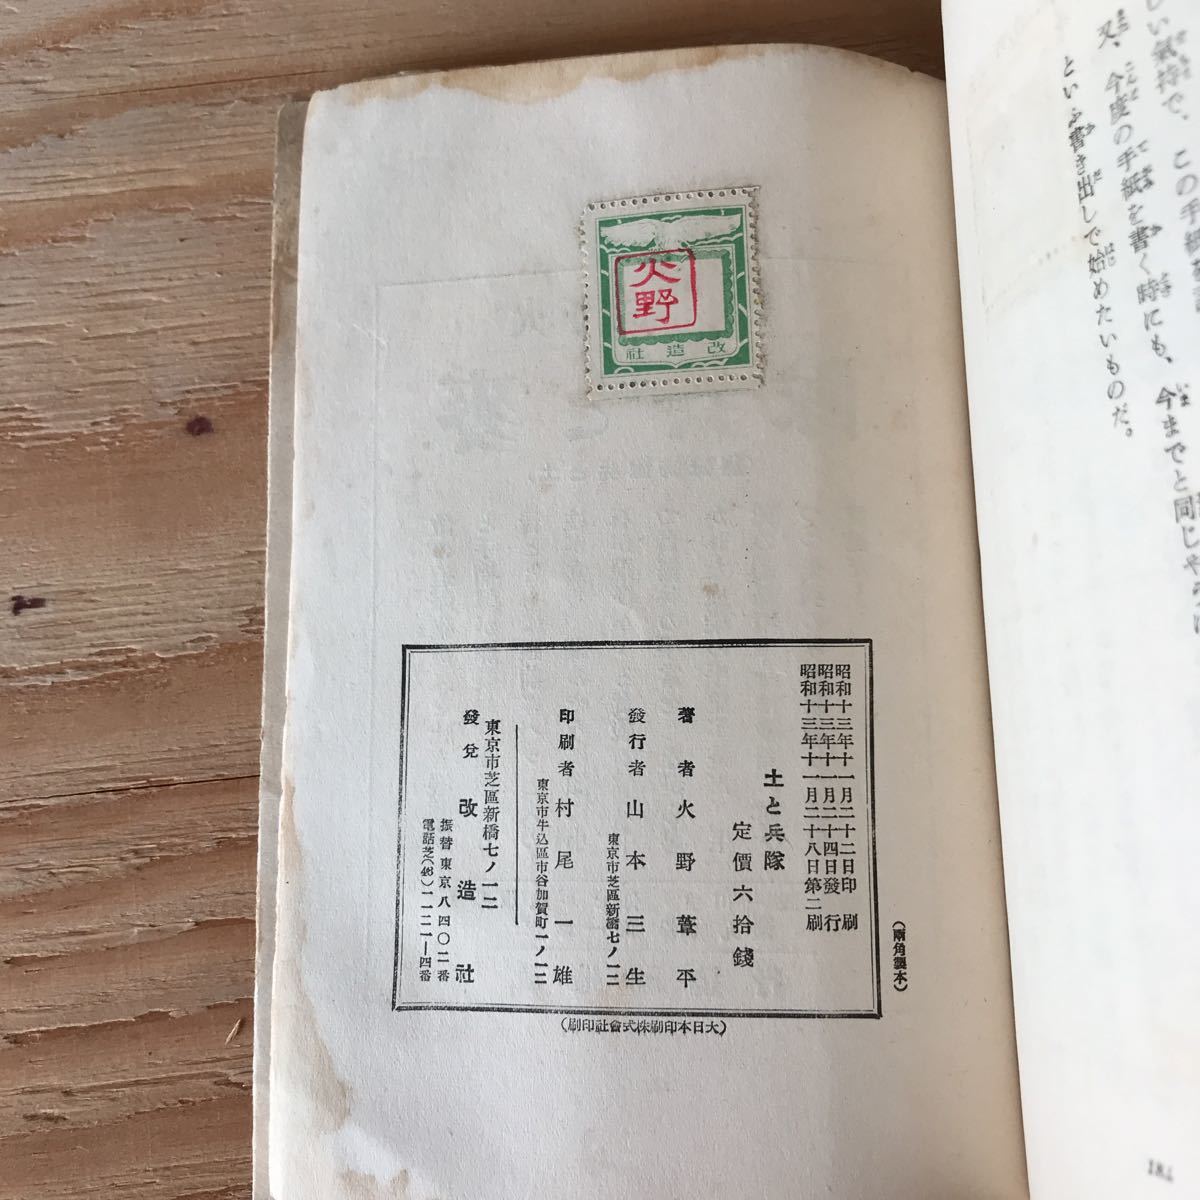 しい氣持で、この手紙
又、今度の手紙を書く時にも、今までと同じやうに
といふ書き出しで始めたいものだ。
184
火野
改造社
昭和十三年十一月二十二日印刷
昭和十三年十一月二十四日發行
昭和十三年十一月二十八日第二刷
土と兵隊
定價六拾錢
著者 火野葦平
東京市芝區新橋七ノ一二
發行者 山本三生
東京市牛込區市谷加賀町一ノ一二
印刷者 村尾一雄
東京市芝區新橋七ノ一二
發兌 改造社
振替東京八四〇二番
電話芝(43)一一二一―四番
(兩角製本)
(大日本印刷株式會社印刷)